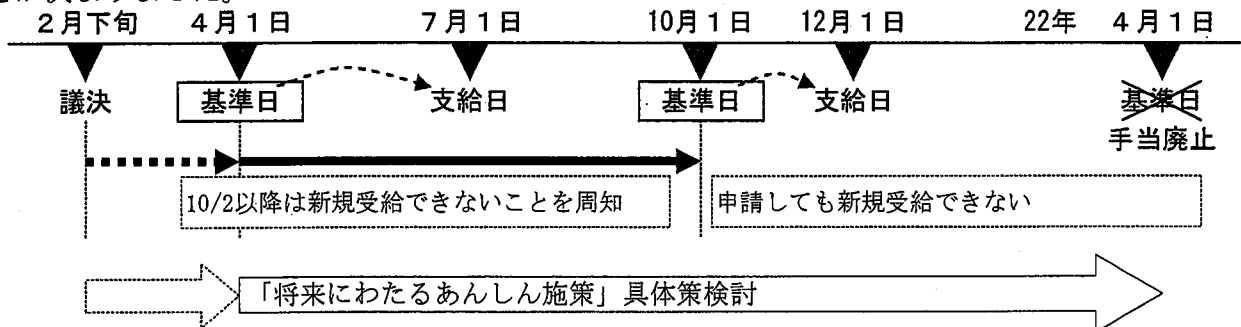 2月下旬 4月1日 7月1日 10月1日 12月1日 22年 4月1日
議決 基準日 支給日 基準日 支給日 基準日
手当廃止
10/2以降は新規受給できないことを周知 申請しても新規受給できない
「将来にわたるあんしん施策」具体策検討